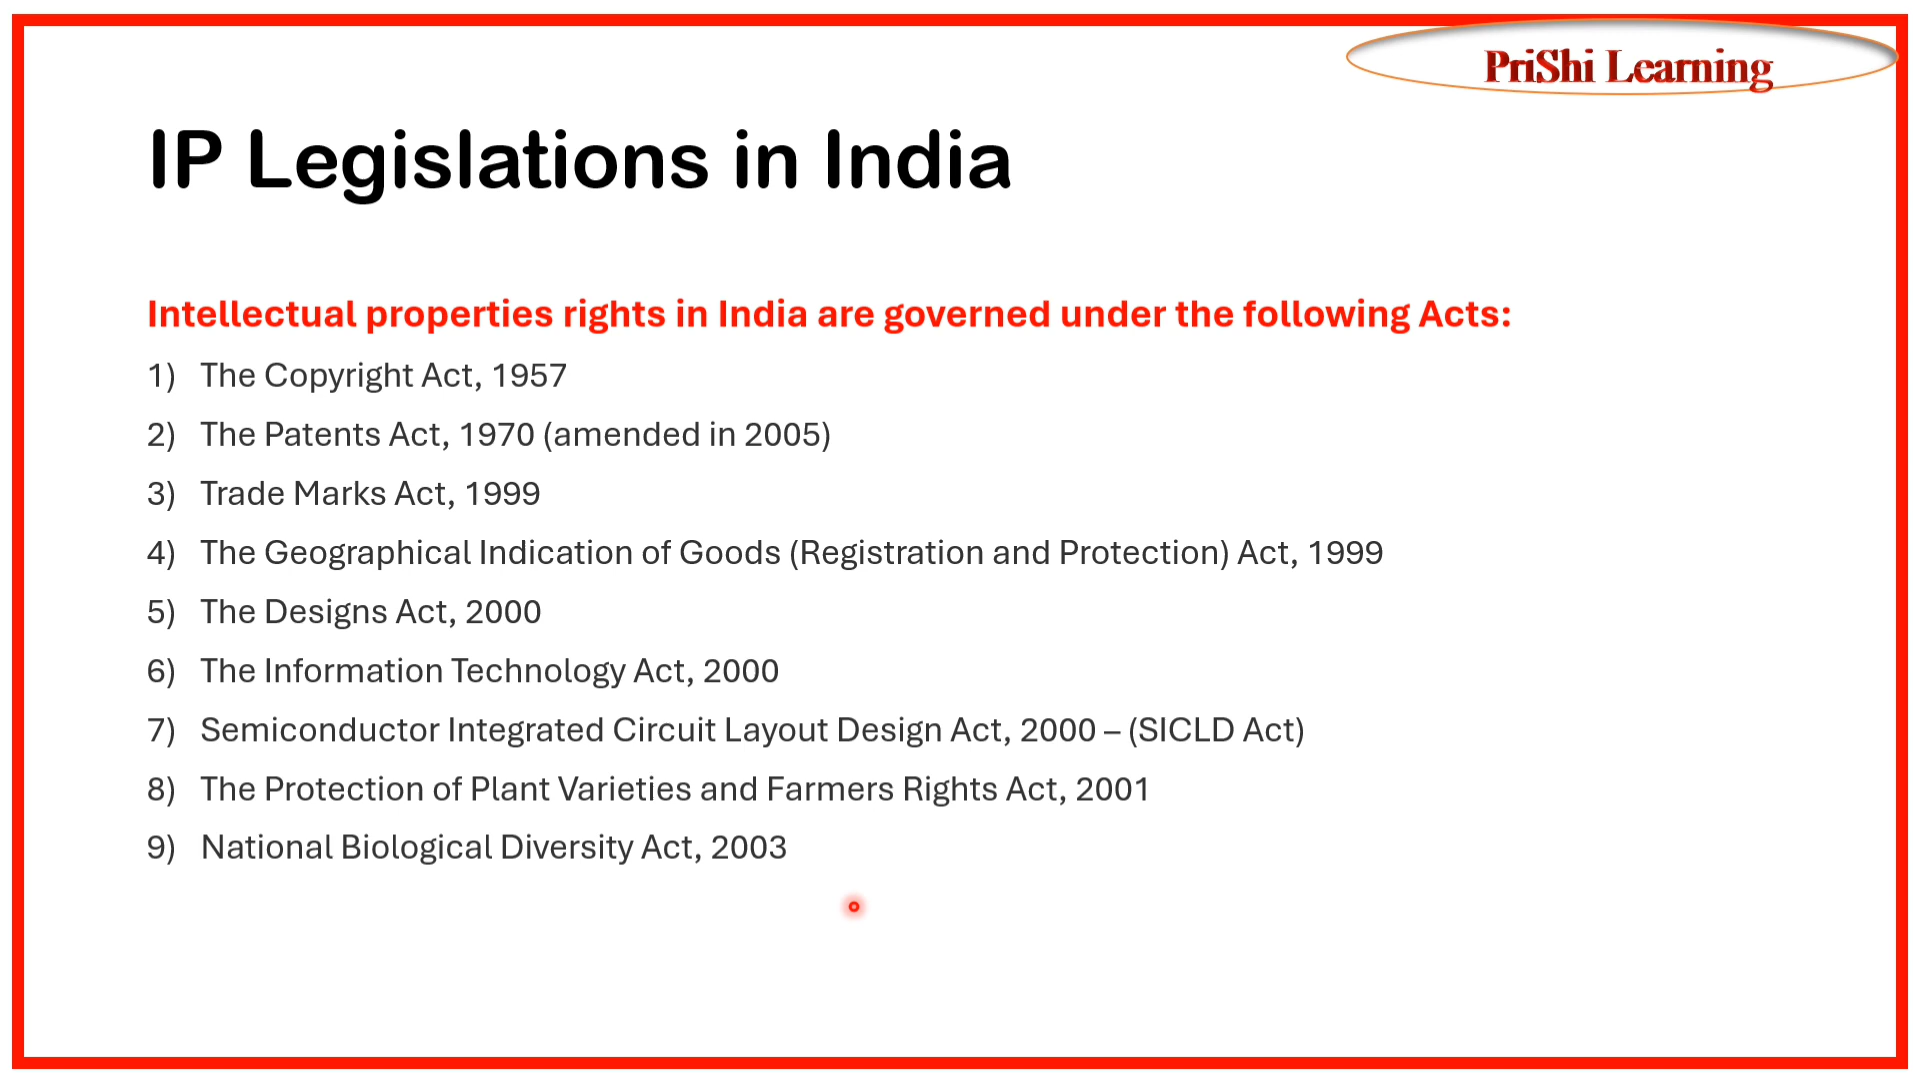 PriShi Learning
IP Legislations in India
Intellectual properties rights in India are governed under the following Acts:
1) The Copyright Act, 1957
2) The Patents Act, 1970 (amended in 2005)
3) Trade Marks Act, 1999
4) The Geographical Indication of Goods (Registration and Protection) Act, 1999
5) The Designs Act, 2000
6) The Information Technology Act, 2000
7) Semiconductor Integrated Circuit Layout Design Act, 2000 – (SICLD Act)
8) The Protection of Plant Varieties and Farmers Rights Act, 2001
9) National Biological Diversity Act, 2003